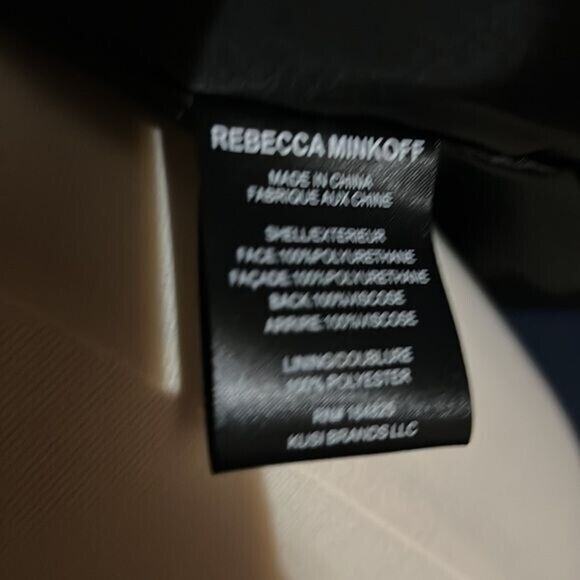 REBECCA MINKOFF
MADE IN CHINA
FABRIQUE AUX CHINE
SHELL/EXTERIEUR
FACE:100%POLYURETHANE
FAÇADE:100%POLYURETHANE
BACK:100%VISCOSE
ARRIERE:100%VISCOSE
LINING/DOUBLURE
100% POLYESTER
RN#
KUSI BRANDS LLC